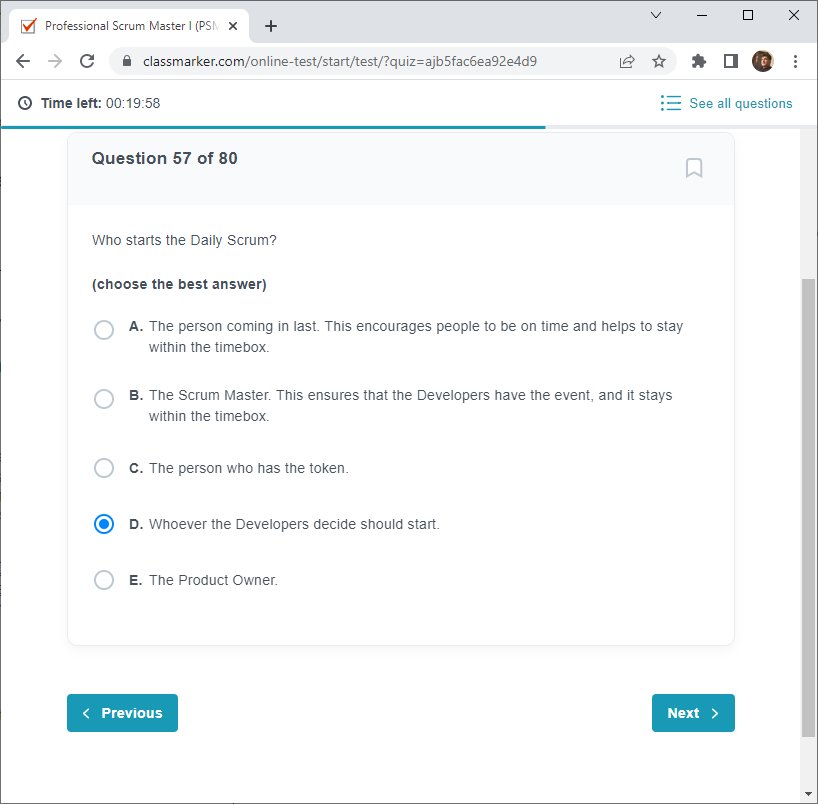 Professional Scrum Master I (PSM
classmarker.com/online-test/start/test/?quiz=ajb5fac6ea92e4d9
Time left: 00:19:58
See all questions
Question 57 of 80
Who starts the Daily Scrum?
(choose the best answer)
A. The person coming in last. This encourages people to be on time and helps to stay
within the timebox.
B. The Scrum Master. This ensures that the Developers have the event, and it stays
within the timebox.
C. The person who has the token.
D. Whoever the Developers decide should start.
E. The Product Owner.
Previous
Next